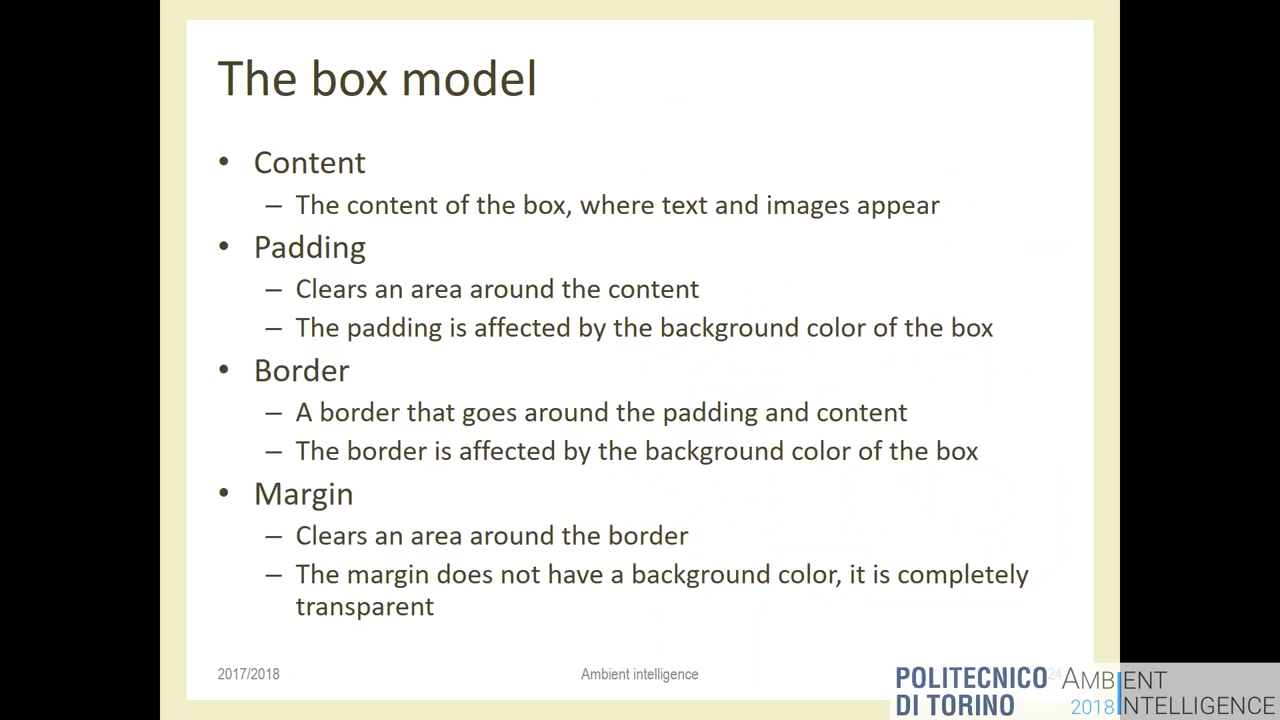 The box model
• Content
– The content of the box, where text and images appear
• Padding
– Clears an area around the content
– The padding is affected by the background color of the box
• Border
– A border that goes around the padding and content
– The border is affected by the background color of the box
• Margin
– Clears an area around the border
– The margin does not have a background color, it is completely
transparent
2017/2018
Ambient intelligence
24
POLITECNICO
DI TORINO
AMBIENT
2018 INTELLIGENCE